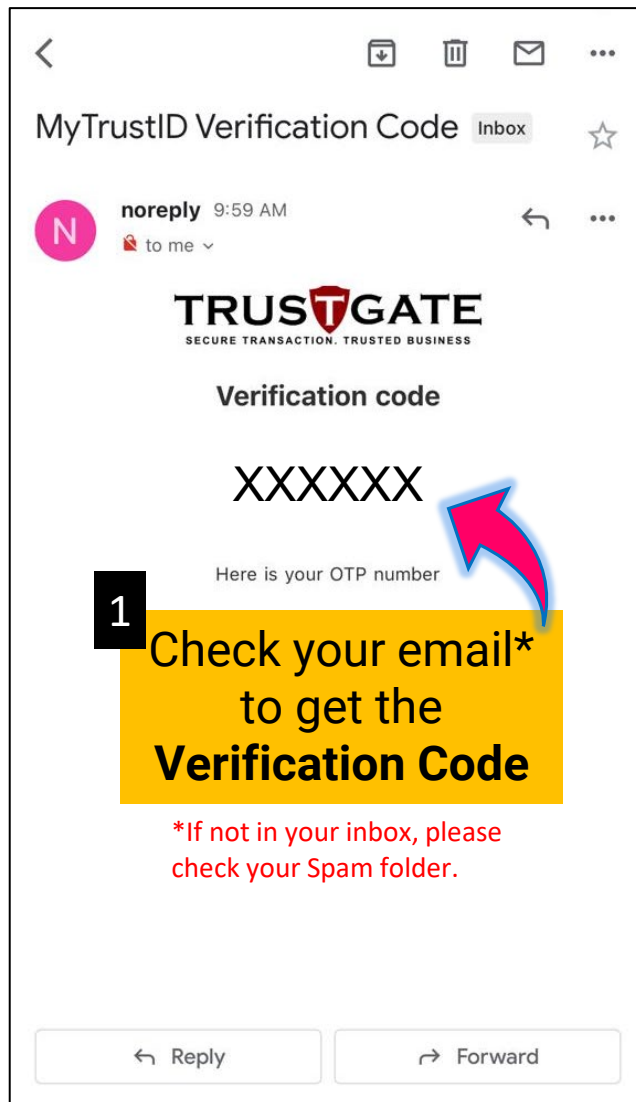 MyTrustID Verification Code Inbox
N
noreply 9:59 AM
to me
TRUSTGATE
SECURE TRANSACTION. TRUSTED BUSINESS
Verification code
XXXXXX
Here is your OTP number
1
Check your email*
to get the
Verification Code
*If not in your inbox, please
check your Spam folder.
Reply
Forward